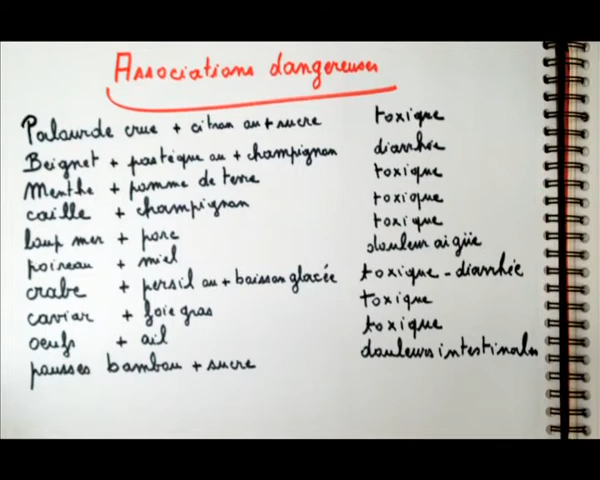 Associations dangereuses
Palourde crue + citron ou + sucre toxique
Beignet + pastèque ou + champignon diarrhée
Menthe + pomme de terre toxique
caille + champignon toxique
loup mer + porc toxique
poireau + miel douleur aigüe
crabe + persil ou + boisson glacée toxique - diarrhée
caviar + foie gras toxique
oeufs + ail toxique
pousses bambou + sucre douleurs intestinales